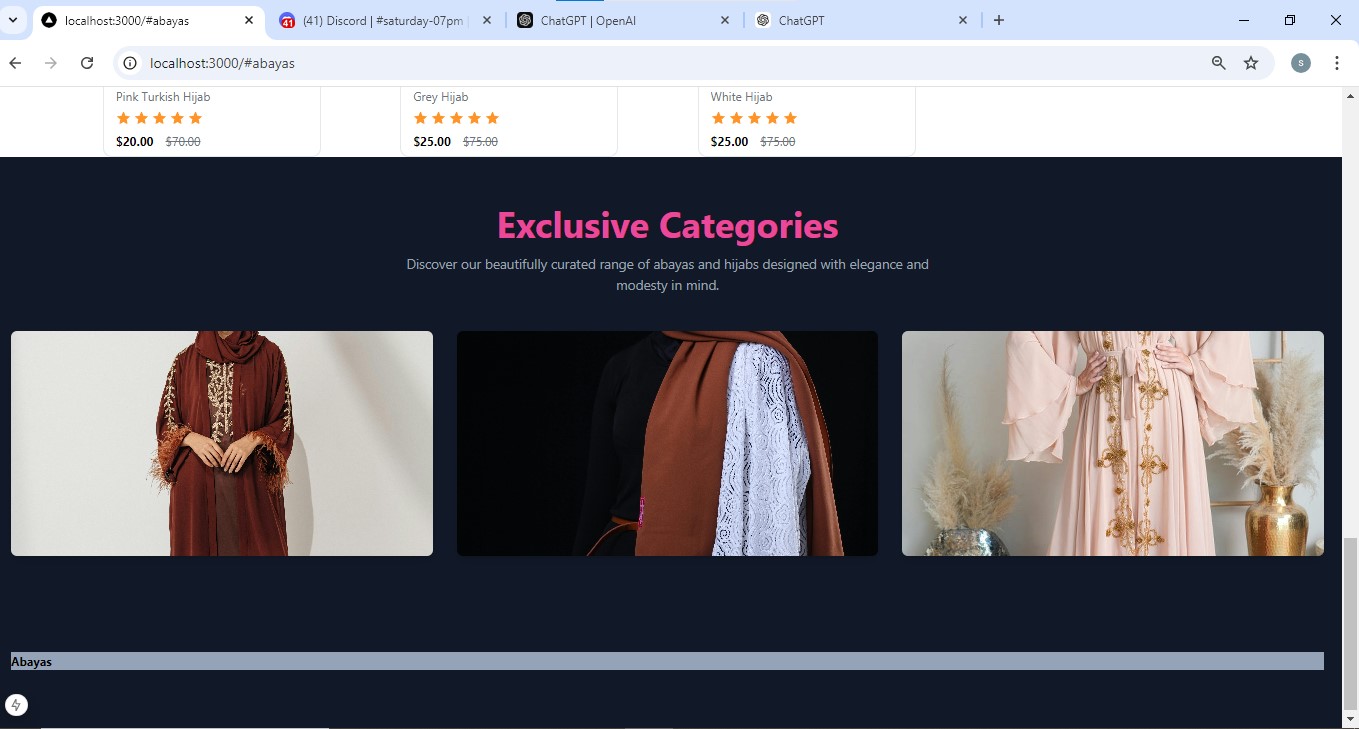 localhost:3000/#abayas
(41) Discord | #saturday-07pm |
ChatGPT | OpenAI
ChatGPT
localhost:3000/#abayas
S
Pink Turkish Hijab
Grey Hijab
White Hijab
$20.00 $70.00
$25.00 $75.00
$25.00 $75.00
Exclusive Categories
Discover our beautifully curated range of abayas and hijabs designed with elegance and
modesty in mind.
Abayas